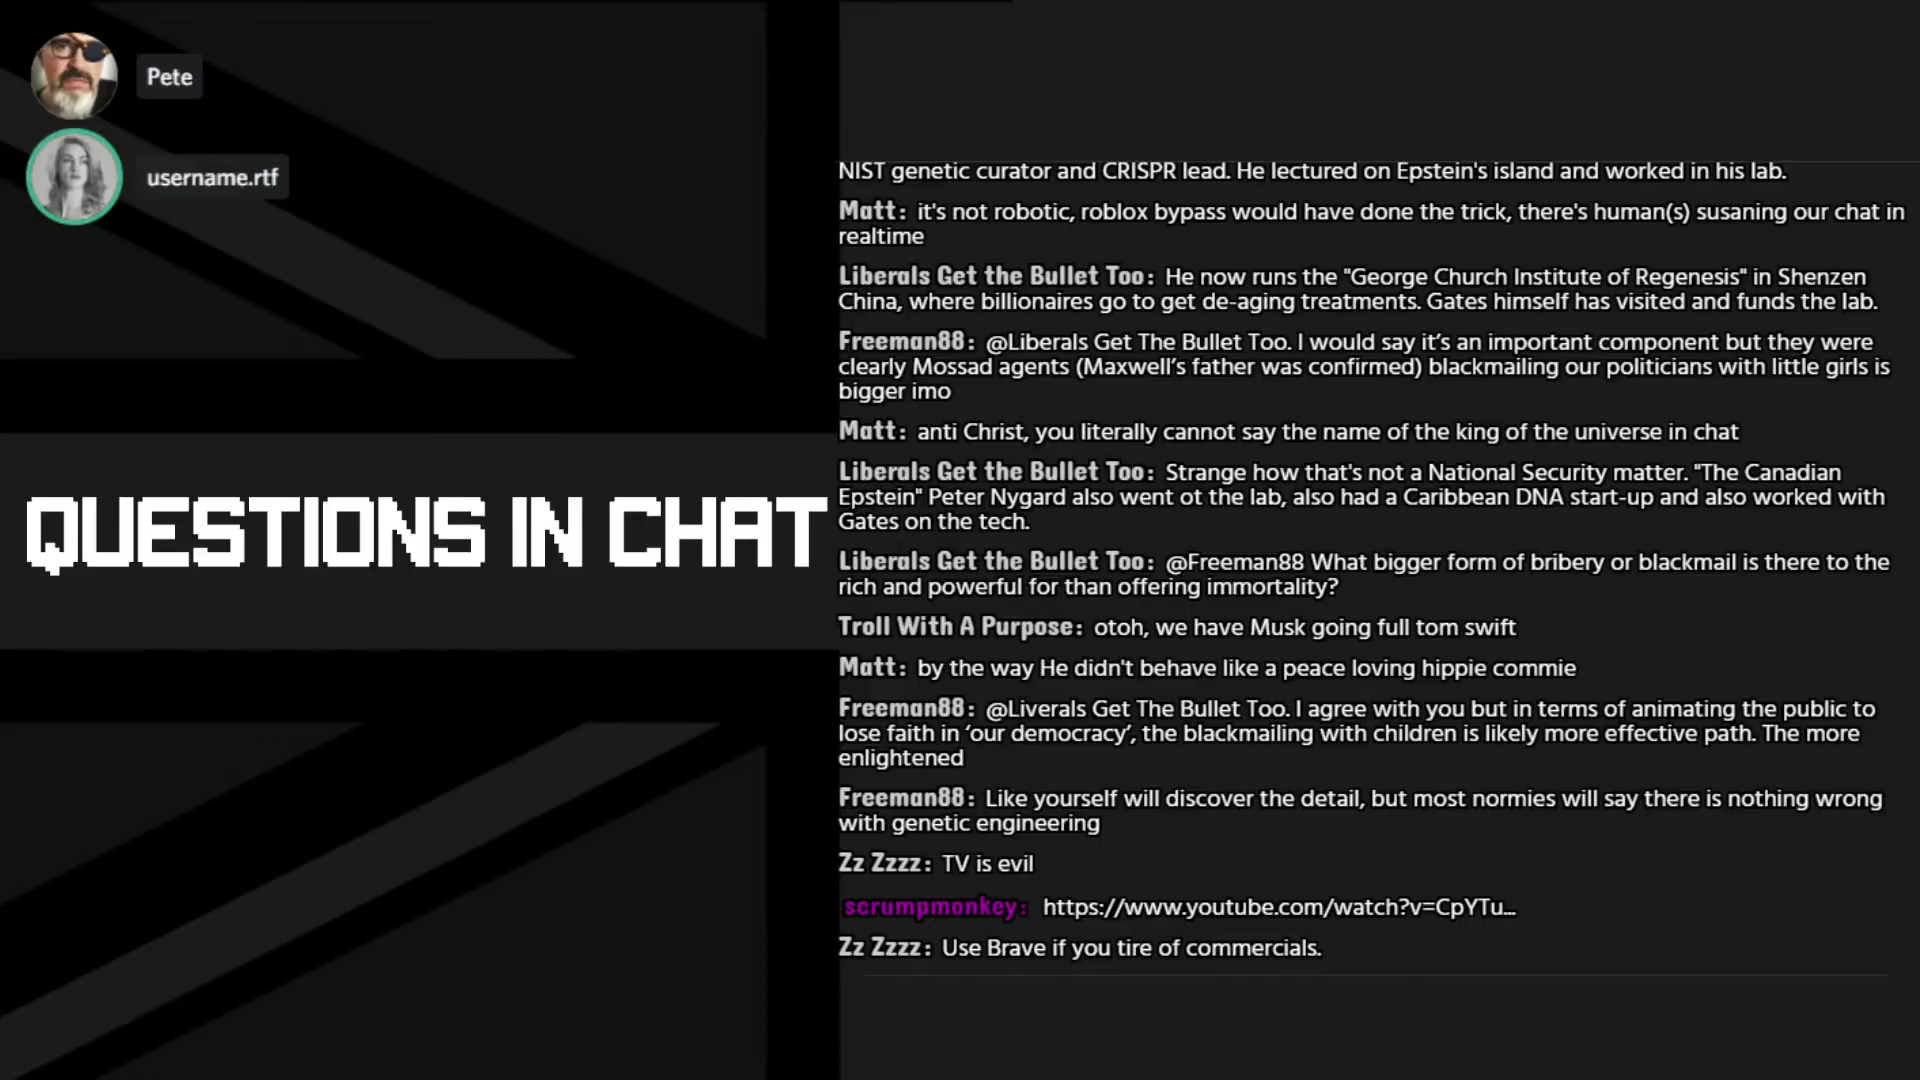 Pete
username.rtf
QUESTIONS IN CHAT
NIST genetic curator and CRISPR lead. He lectured on Epstein's island and worked in his lab.
Matt: it's not robotic, roblox bypass would have done the trick, there's human(s) susaning our chat in
realtime
Liberals Get the Bullet Too: He now runs the "George Church Institute of Regenesis" in Shenzen
China, where billionaires go to get de-aging treatments. Gates himself has visited and funds the lab.
Freeman88: @Liberals Get The Bullet Too. I would say it’s an important component but they were
clearly Mossad agents (Maxwell’s father was confirmed) blackmailing our politicians with little girls is
bigger imo
Matt: anti Christ, you literally cannot say the name of the king of the universe in chat
Liberals Get the Bullet Too: Strange how that's not a National Security matter. "The Canadian
Epstein" Peter Nygard also went ot the lab, also had a Caribbean DNA start-up and also worked with
Gates on the tech.
Liberals Get the Bullet Too: @Freeman88 What bigger form of bribery or blackmail is there to the
rich and powerful for than offering immortality?
Troll With A Purpose: otoh, we have Musk going full tom swift
Matt: by the way He didn't behave like a peace loving hippie commie
Freeman88: @Liverals Get The Bullet Too. I agree with you but in terms of animating the public to
lose faith in ‘our democracy’, the blackmailing with children is likely more effective path. The more
enlightened
Freeman88: Like yourself will discover the detail, but most normies will say there is nothing wrong
with genetic engineering
Zz Zzzz: TV is evil
scrumpmonkey: https://www.youtube.com/watch?v=CpYTu...
Zz Zzzz: Use Brave if you tire of commercials.